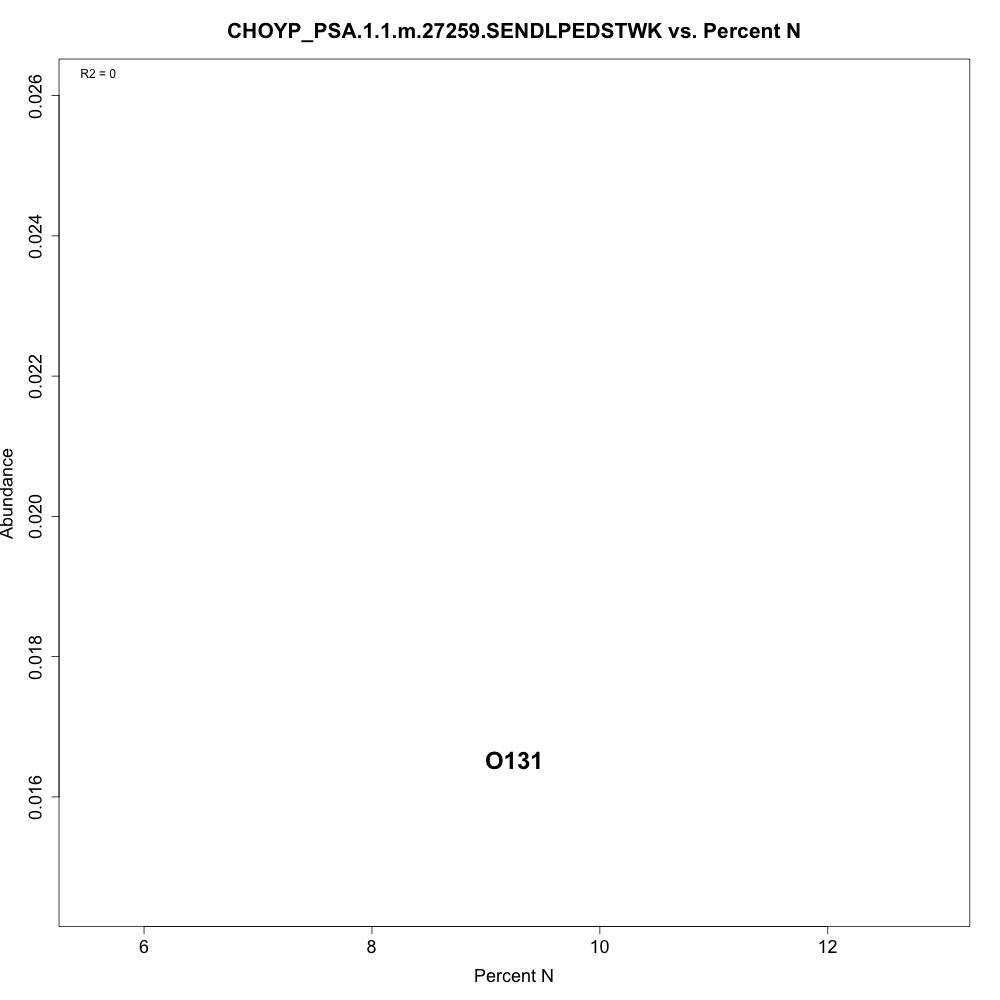 CHOYP_PSA.1.1.m.27259.SENDLPEDSTWK vs. Percent N
R2 = 0
0.026
0.024
0.022
0.020
0.018
0.016
Abundance
O131
6 8 10 12
Percent N